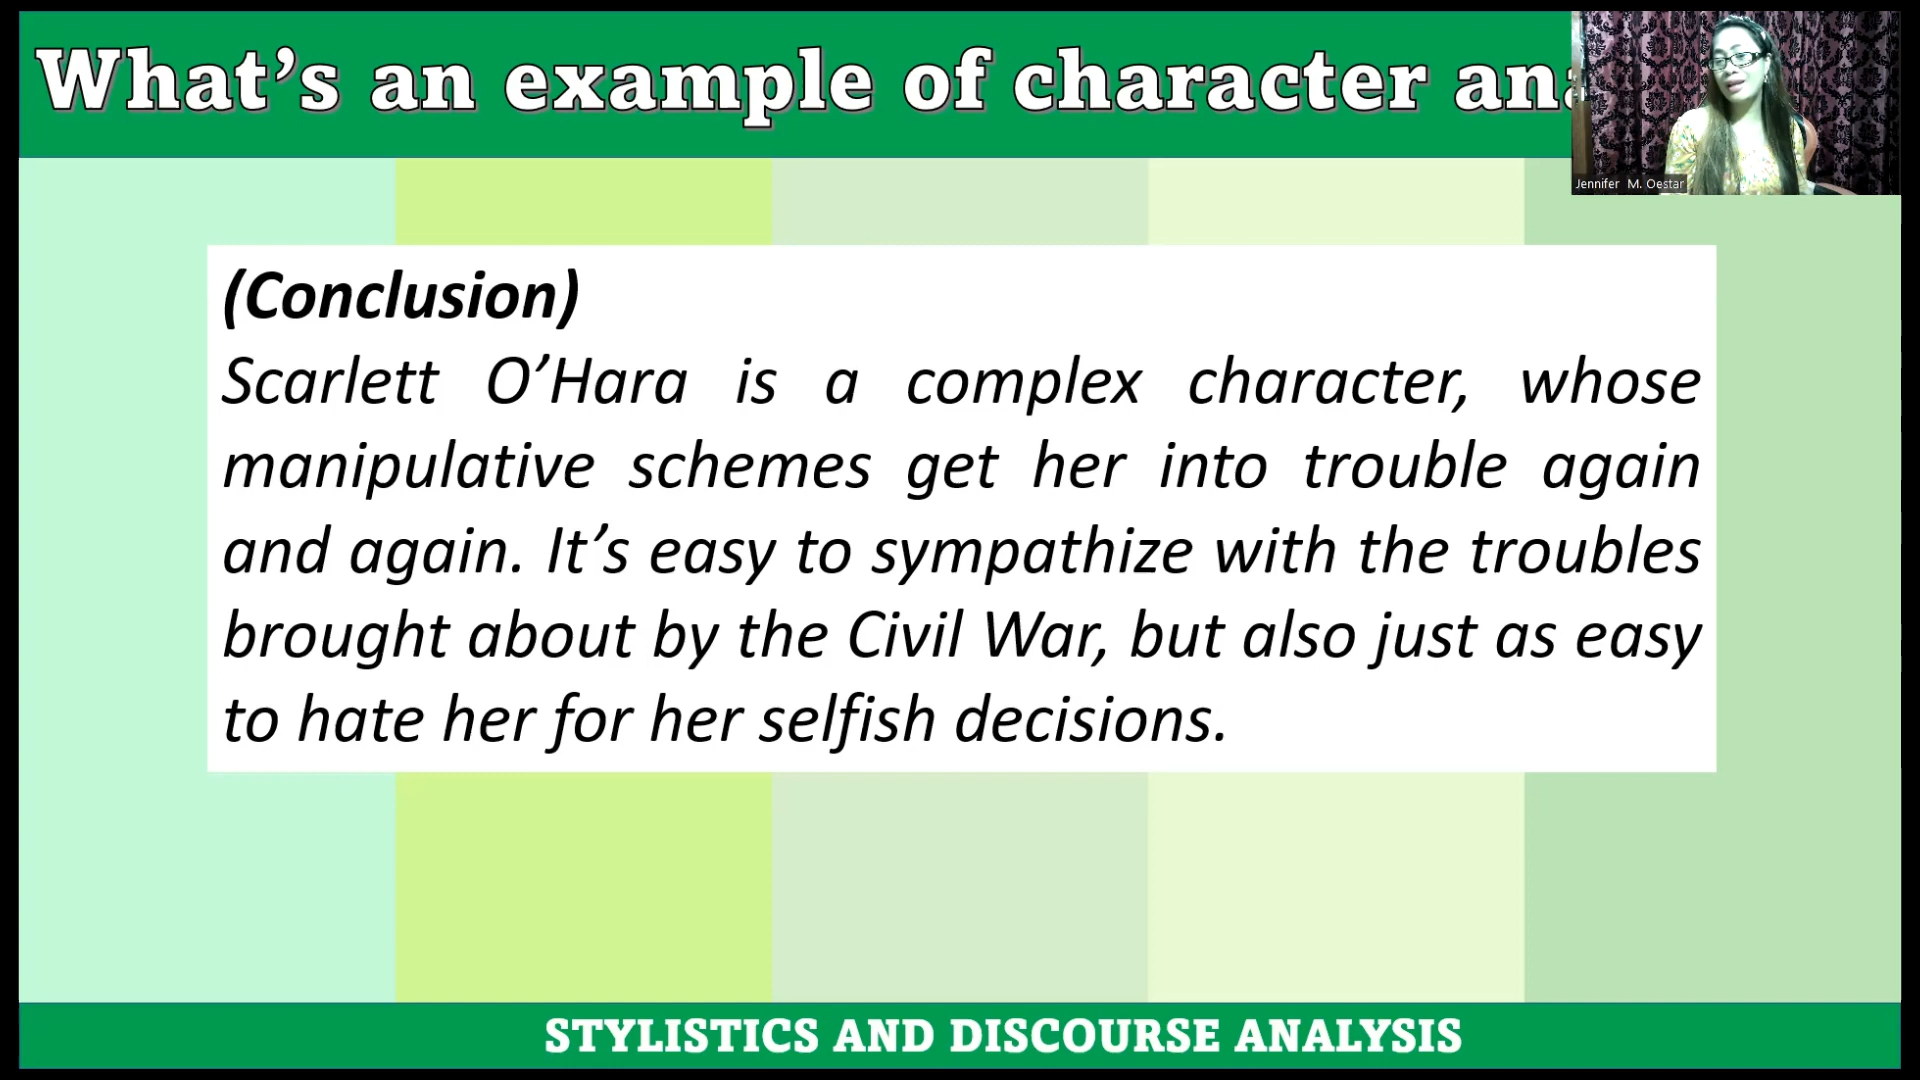 What’s an example of character ana
Jennifer M. Oestar
(Conclusion)
Scarlett O’Hara is a complex character, whose
manipulative schemes get her into trouble again
and again. It’s easy to sympathize with the troubles
brought about by the Civil War, but also just as easy
to hate her for her selfish decisions.
STYLISTICS AND DISCOURSE ANALYSIS